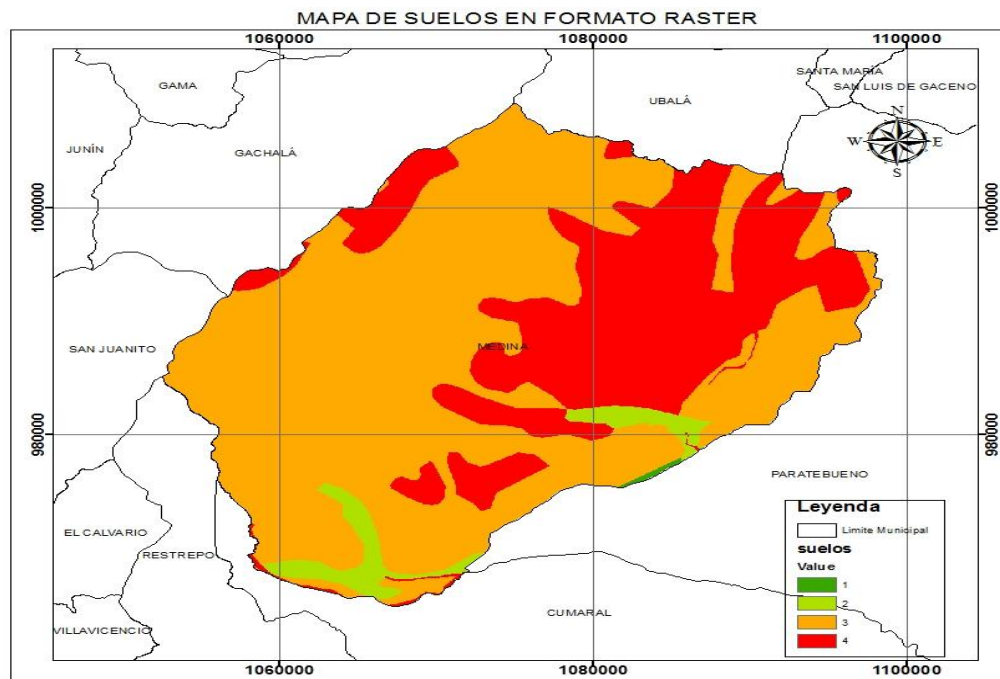 MAPA DE SUELOS EN FORMATO RASTER
1060000 1080000 1100000
SANTA MARÍA
GAMA
SAN LUIS DE GACENO
UBALÁ
N
JUNÍN
GACHALÁ
W E
S
1000000 1000000
SAN JUANITO
MEDINA
980000 980000
PARATEBUENO
Leyenda
Limite Municipal
EL CALVARIO
suelos
RESTREPO
Value
1
2
CUMARAL
3
VILLAVICENCIO
4
1060000 1080000 1100000